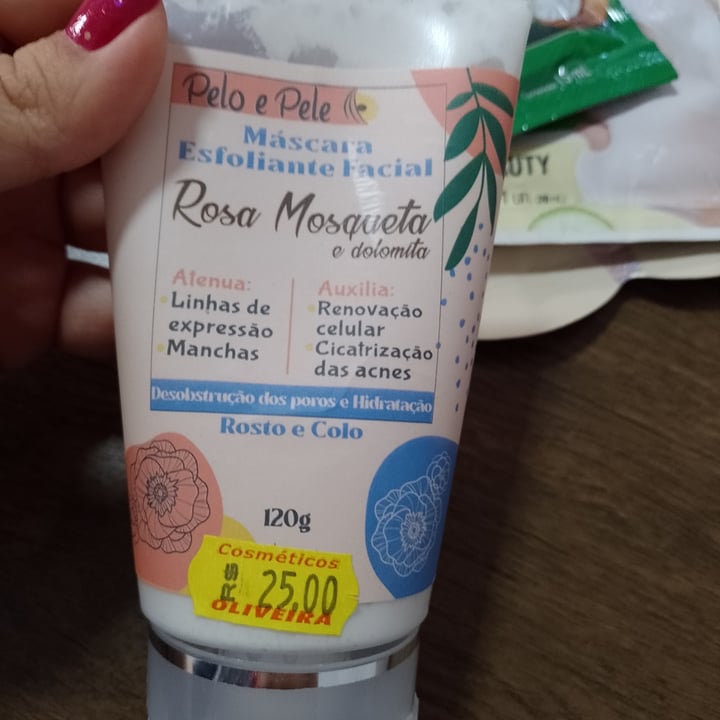 Pelo e Pele
Máscara
Esfoliante Facial
Rosa Mosqueta
e dolomita
Atenua:
Linhas de
expressão
Manchas
Auxilia:
Renovação
celular
Cicatrização
das acnes
Desobstrução dos poros e Hidratação
Rosto e Colo
120g
Cosméticos
R$ 25,00
OLIVEIRA